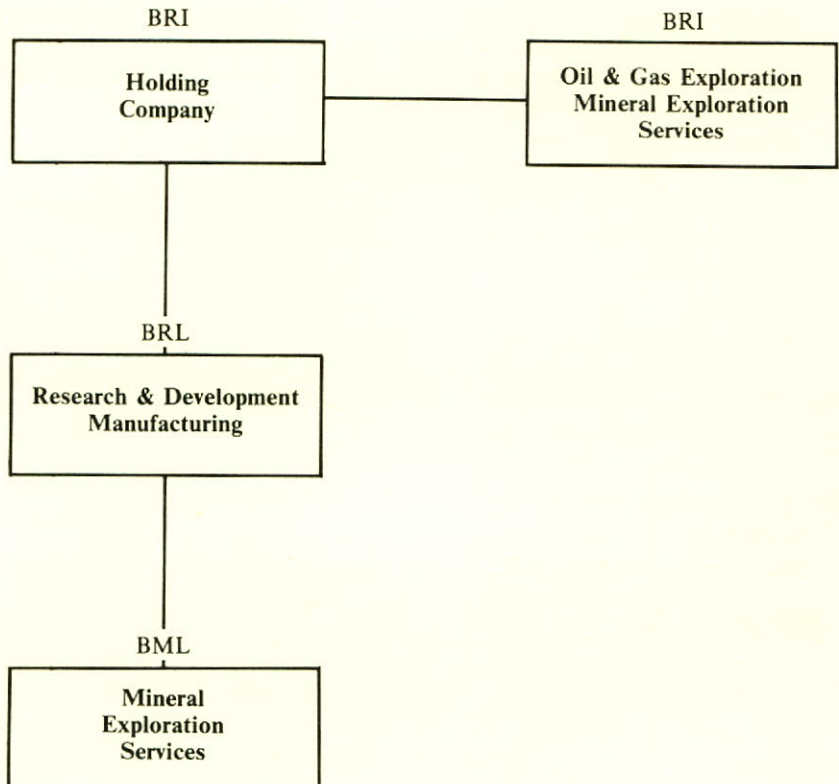 BRI
Holding
Company
BRI
Oil & Gas Exploration
Mineral Exploration
Services
BRL
Research & Development
Manufacturing
BML
Mineral
Exploration
Services